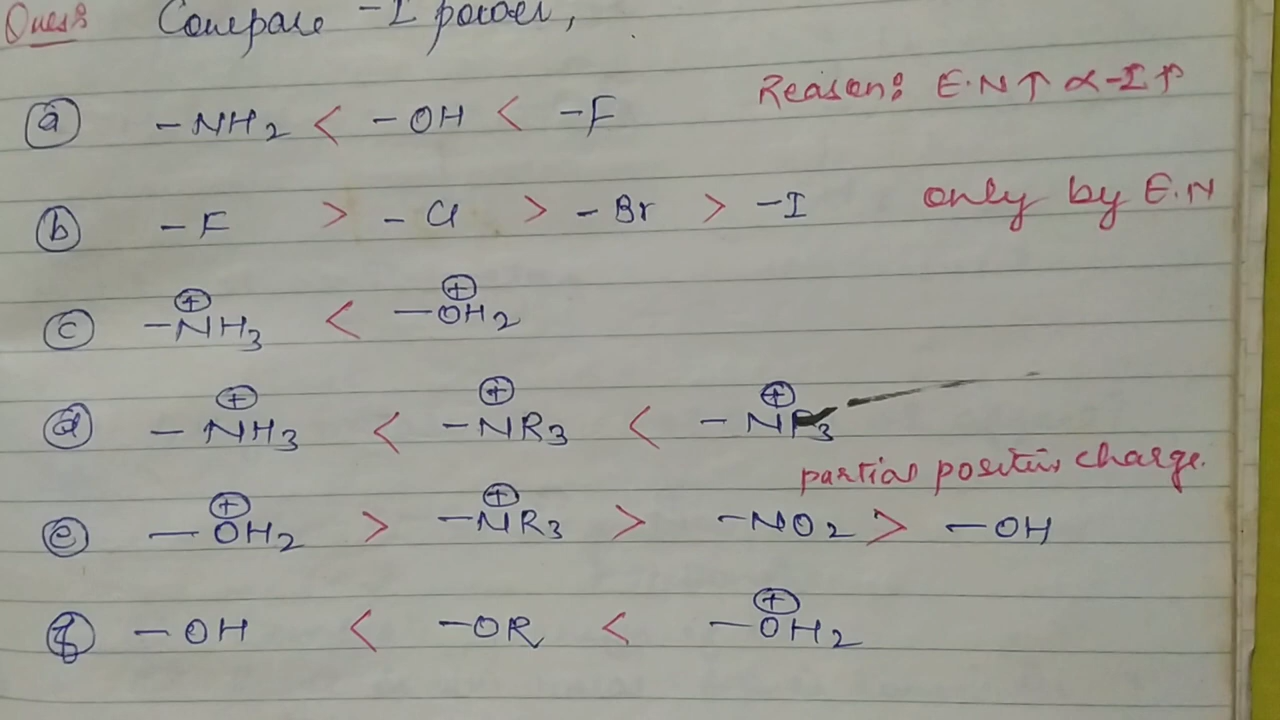 Ques: Compare -I power,
(a) -NH₂ < -OH < -F Reason: E.N↑ ∝ -I↑
(b) -F > -Cl > -Br > -I only by E.N
(c) -N⊕H₃ < -O⊕H₂
(d) -N⊕H₃ < -N⊕R₃ < -N⊕F₃
partial positive charge.
(e) -O⊕H₂ > -N⊕R₃ > -NO₂ > -OH
(f) -OH < -OR < -O⊕H₂